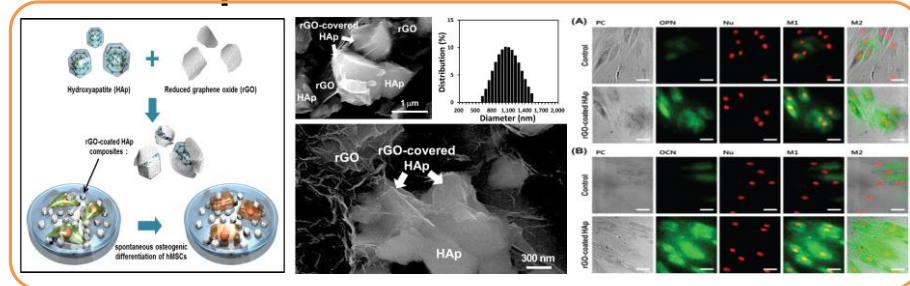 +
Hydroxyapatite (HAp)
Reduced graphene oxide (rGO)
rGO-coated HAp
composites :
spontaneous osteogenic
differentiation of hMSCs
rGO-covered
HAp
rGO
rGO
HAp
HAp
1 μm
Distribution (%)
15
10
5
0
200 500 800 1,100 1,400 1,700 2,000
Diameter (nm)
rGO
rGO-covered
HAp
HAp
300 nm
(A)
PC OPN Nu M1 M2
Control
rGO-coated HAp
(B)
PC OCN Nu M1 M2
Control
rGO-coated HAp